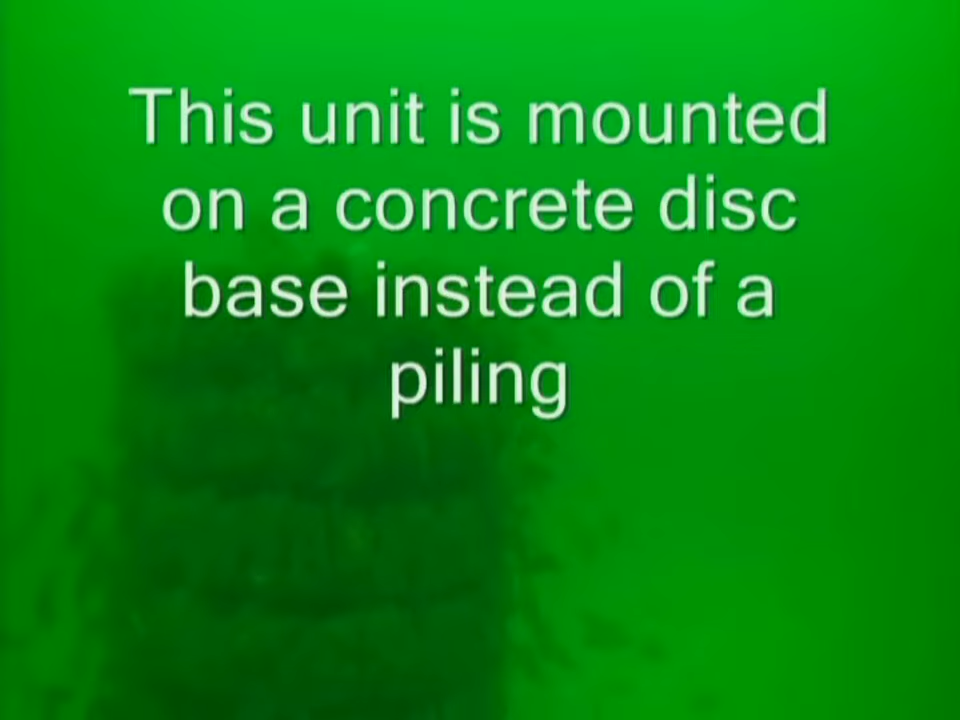 This unit is mounted
on a concrete disc
base instead of a
piling